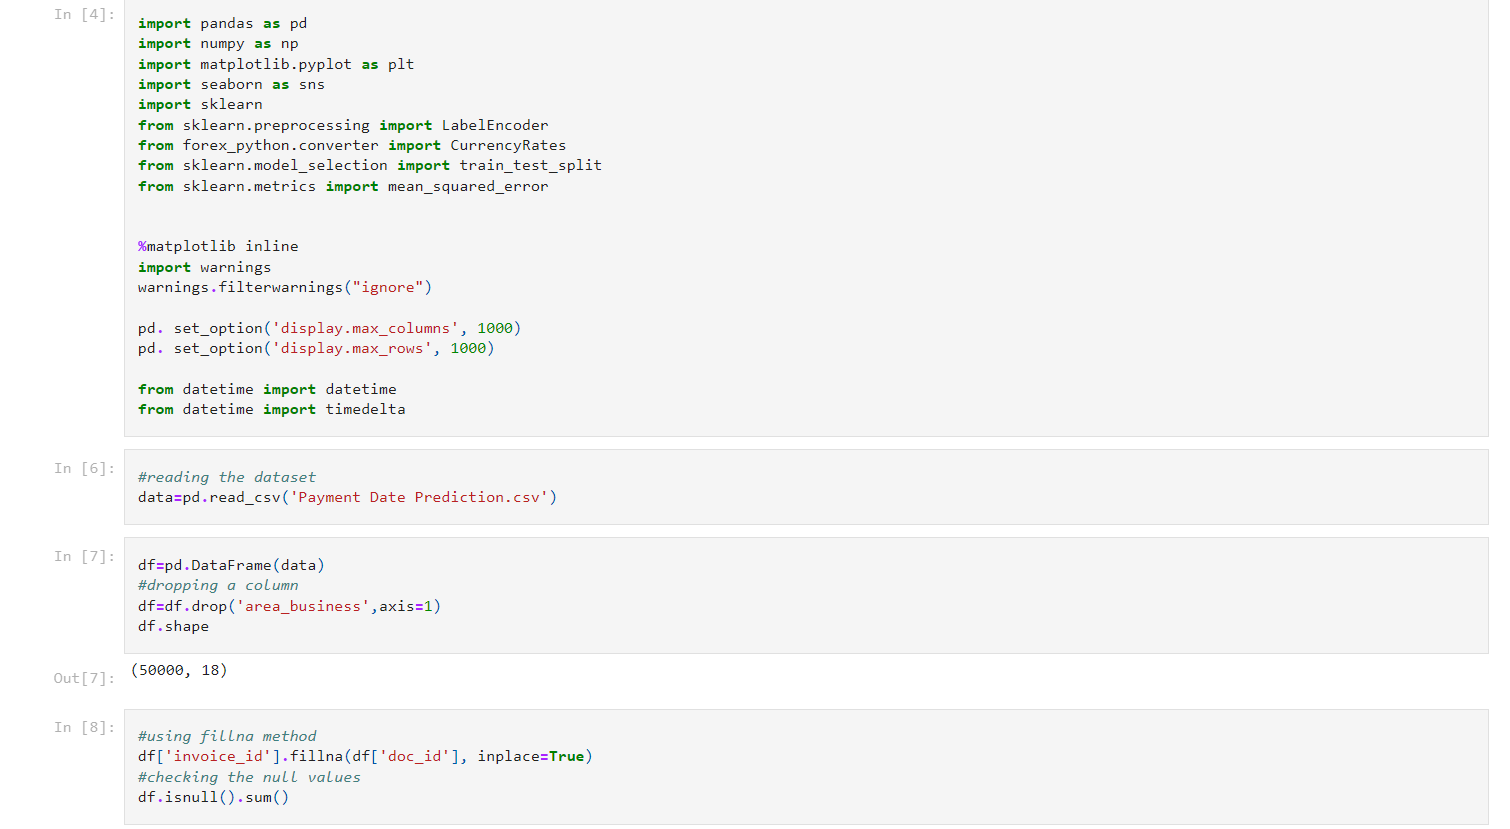 In [4]:
import pandas as pd
import numpy as np
import matplotlib.pyplot as plt
import seaborn as sns
import sklearn
from sklearn.preprocessing import LabelEncoder
from forex_python.converter import CurrencyRates
from sklearn.model_selection import train_test_split
from sklearn.metrics import mean_squared_error
%matplotlib inline
import warnings
warnings.filterwarnings("ignore")
pd. set_option('display.max_columns', 1000)
pd. set_option('display.max_rows', 1000)
from datetime import datetime
from datetime import timedelta
In [6]:
#reading the dataset
data=pd.read_csv('Payment Date Prediction.csv')
In [7]:
df=pd.DataFrame(data)
#dropping a column
df=df.drop('area_business',axis=1)
df.shape
Out[7]:
(50000, 18)
In [8]:
#using fillna method
df['invoice_id'].fillna(df['doc_id'], inplace=True)
#checking the null values
df.isnull().sum()